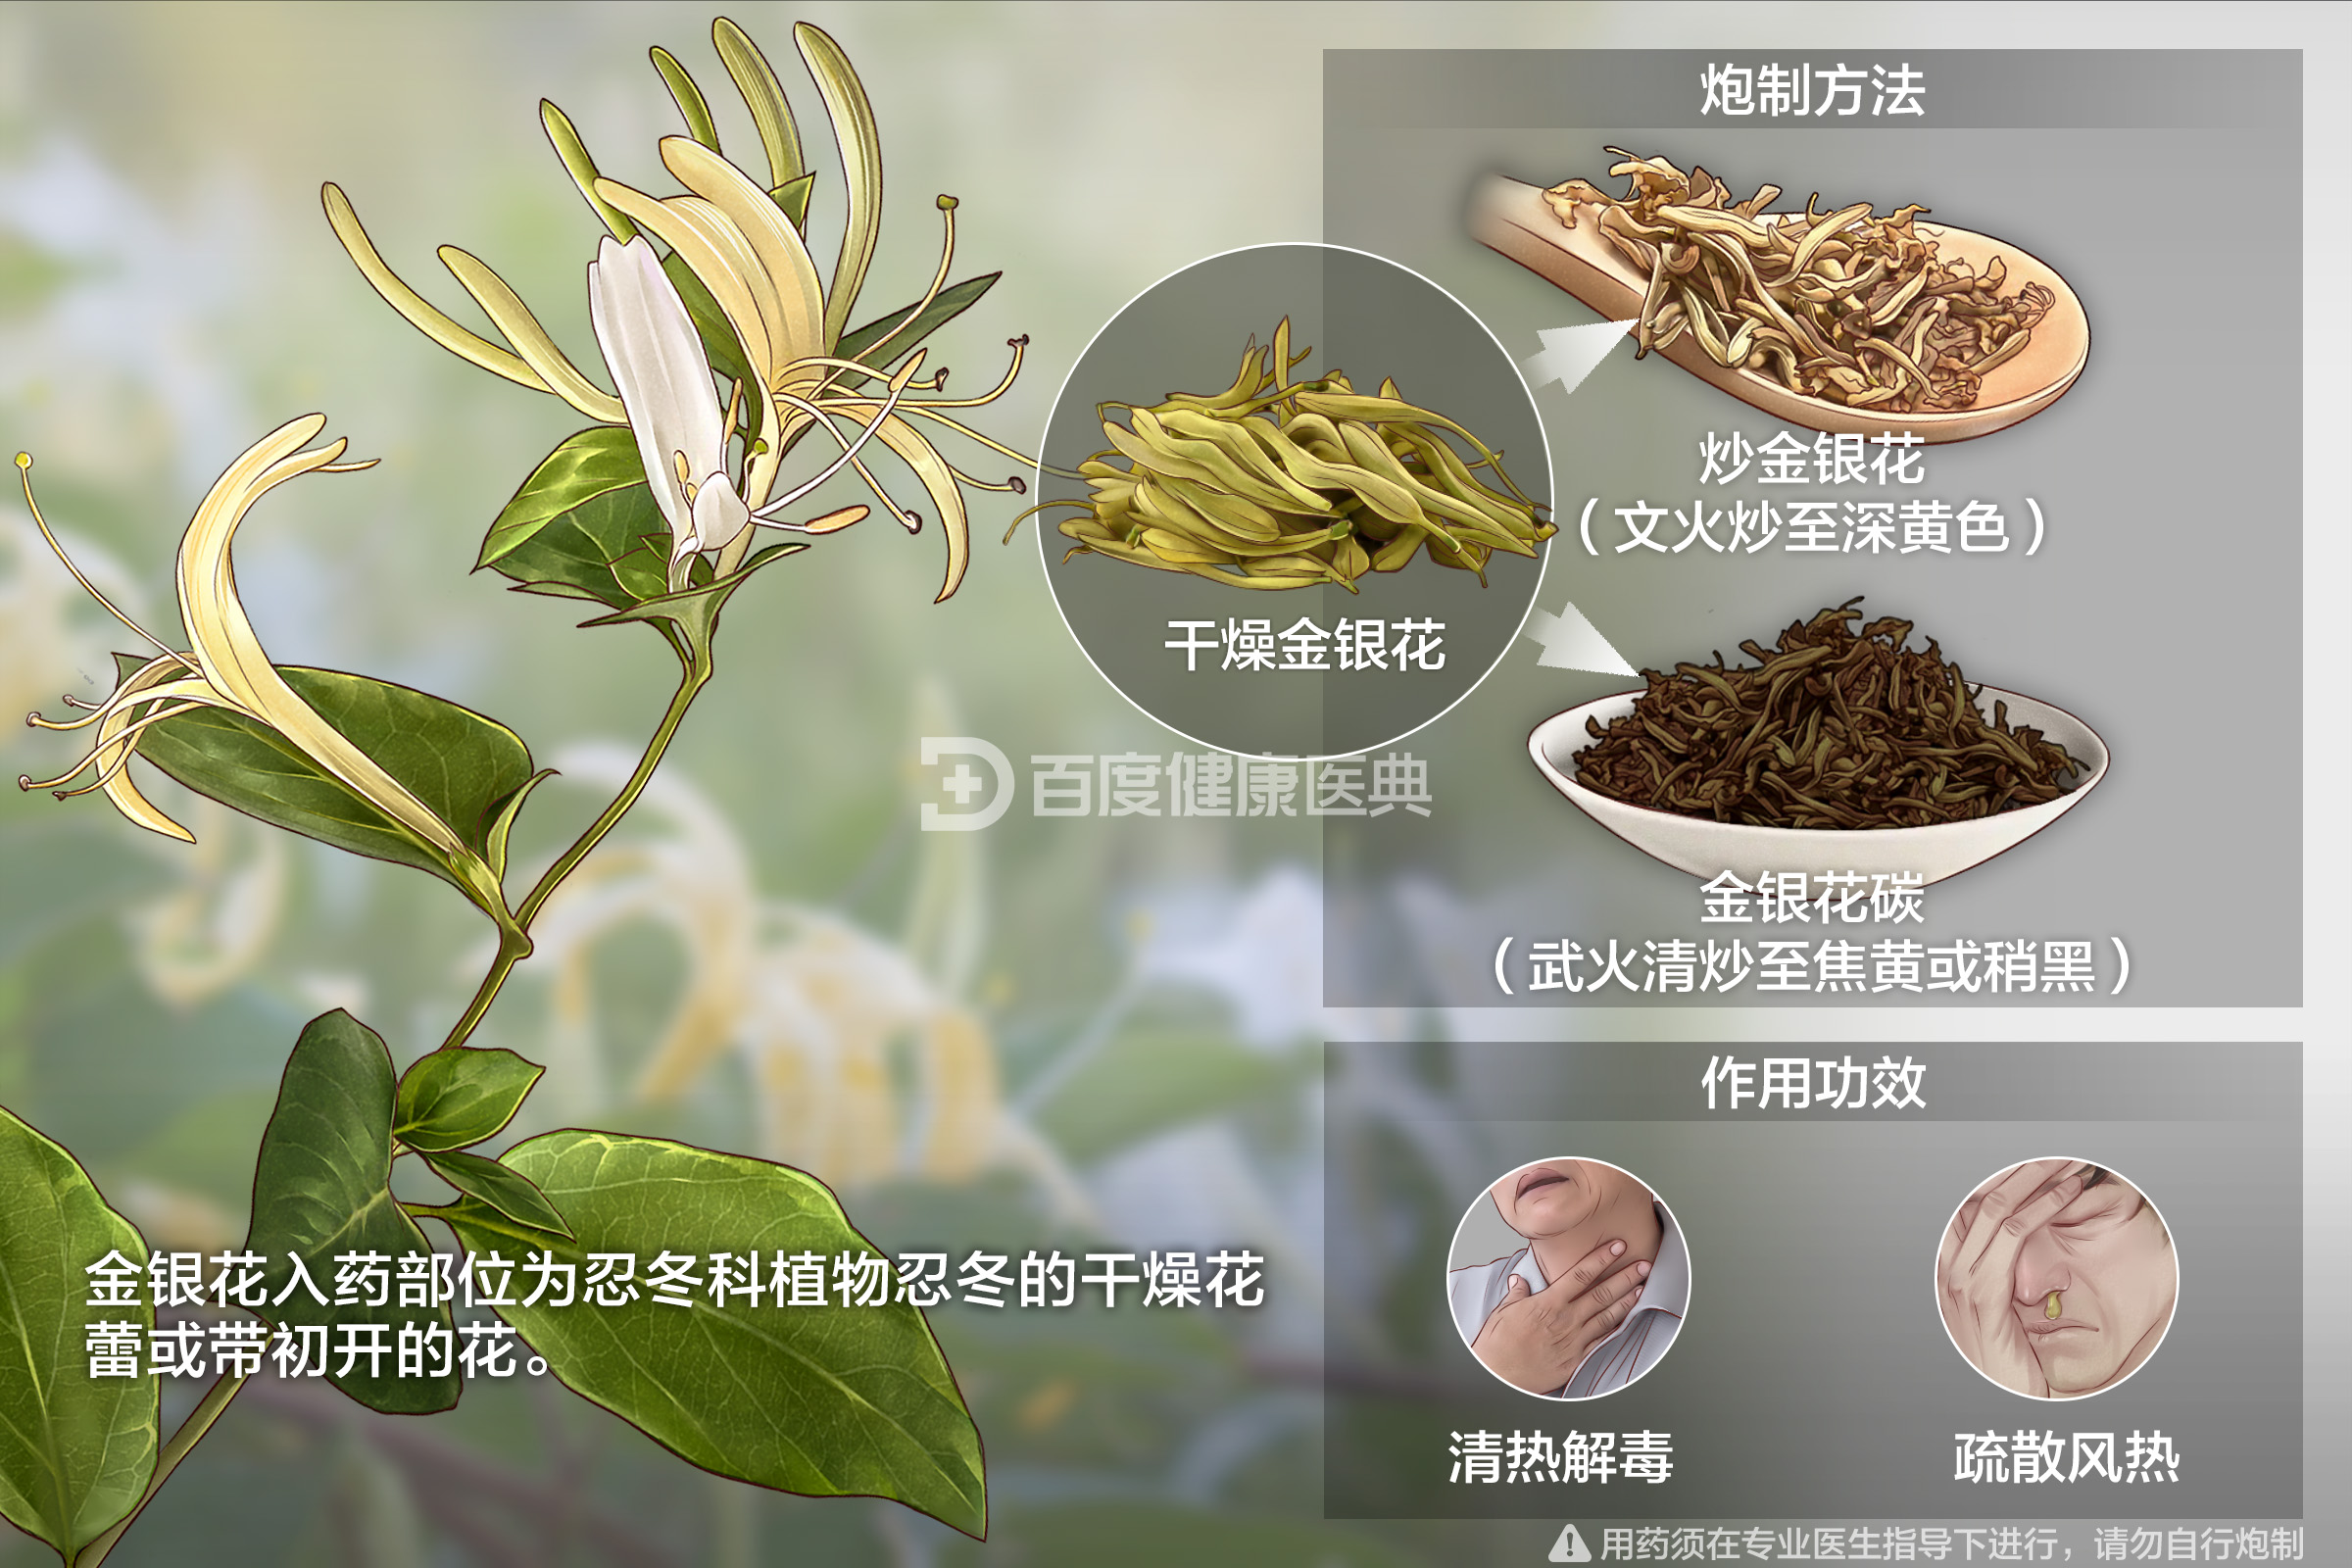 炮制方法
炒金银花
（文火炒至深黄色）
干燥金银花
百度健康医典
金银花碳
（武火清炒至焦黄或稍黑）
作用功效
清热解毒
疏散风热
金银花入药部位为忍冬科植物忍冬的干燥花
蕾或带初开的花。
用药须在专业医生指导下进行，请勿自行炮制